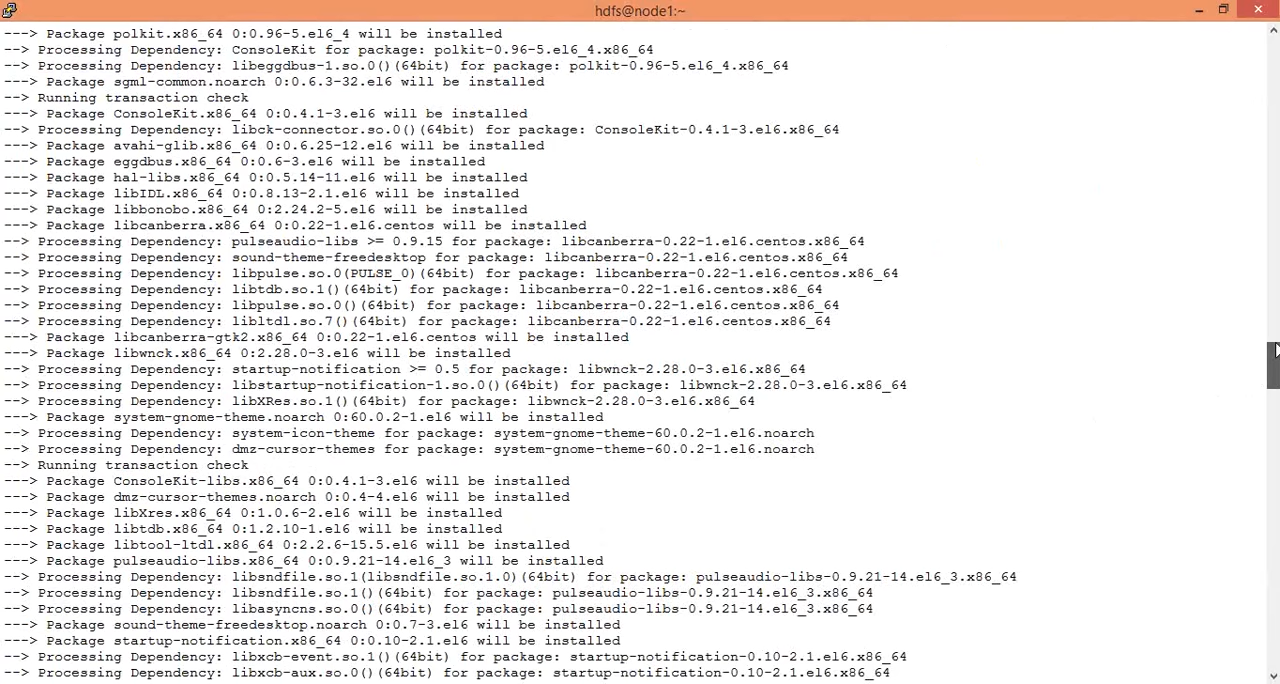 hdfs@node1:~
---> Package polkit.x86_64 0:0.96-5.el6_4 will be installed
--> Processing Dependency: ConsoleKit for package: polkit-0.96-5.el6_4.x86_64
--> Processing Dependency: libeggdbus-1.so.0()(64bit) for package: polkit-0.96-5.el6_4.x86_64
---> Package sgml-common.noarch 0:0.6.3-32.el6 will be installed
--> Running transaction check
---> Package ConsoleKit.x86_64 0:0.4.1-3.el6 will be installed
--> Processing Dependency: libck-connector.so.0()(64bit) for package: ConsoleKit-0.4.1-3.el6.x86_64
---> Package avahi-glib.x86_64 0:0.6.25-12.el6 will be installed
---> Package eggdbus.x86_64 0:0.6-3.el6 will be installed
---> Package hal-libs.x86_64 0:0.5.14-11.el6 will be installed
---> Package libIDL.x86_64 0:0.8.13-2.1.el6 will be installed
---> Package libbonobo.x86_64 0:2.24.2-5.el6 will be installed
---> Package libcanberra.x86_64 0:0.22-1.el6.centos will be installed
--> Processing Dependency: pulseaudio-libs >= 0.9.15 for package: libcanberra-0.22-1.el6.centos.x86_64
--> Processing Dependency: sound-theme-freedesktop for package: libcanberra-0.22-1.el6.centos.x86_64
--> Processing Dependency: libpulse.so.0(PULSE_0)(64bit) for package: libcanberra-0.22-1.el6.centos.x86_64
--> Processing Dependency: libtdb.so.1()(64bit) for package: libcanberra-0.22-1.el6.centos.x86_64
--> Processing Dependency: libpulse.so.0()(64bit) for package: libcanberra-0.22-1.el6.centos.x86_64
--> Processing Dependency: libltdl.so.7()(64bit) for package: libcanberra-0.22-1.el6.centos.x86_64
---> Package libcanberra-gtk2.x86_64 0:0.22-1.el6.centos will be installed
---> Package libwnck.x86_64 0:2.28.0-3.el6 will be installed
--> Processing Dependency: startup-notification >= 0.5 for package: libwnck-2.28.0-3.el6.x86_64
--> Processing Dependency: libstartup-notification-1.so.0()(64bit) for package: libwnck-2.28.0-3.el6.x86_64
--> Processing Dependency: libXRes.so.1()(64bit) for package: libwnck-2.28.0-3.el6.x86_64
---> Package system-gnome-theme.noarch 0:60.0.2-1.el6 will be installed
--> Processing Dependency: system-icon-theme for package: system-gnome-theme-60.0.2-1.el6.noarch
--> Processing Dependency: dmz-cursor-themes for package: system-gnome-theme-60.0.2-1.el6.noarch
--> Running transaction check
---> Package ConsoleKit-libs.x86_64 0:0.4.1-3.el6 will be installed
---> Package dmz-cursor-themes.noarch 0:0.4-4.el6 will be installed
---> Package libXres.x86_64 0:1.0.6-2.el6 will be installed
---> Package libtdb.x86_64 0:1.2.10-1.el6 will be installed
---> Package libtool-ltdl.x86_64 0:2.2.6-15.5.el6 will be installed
---> Package pulseaudio-libs.x86_64 0:0.9.21-14.el6_3 will be installed
--> Processing Dependency: libsndfile.so.1(libsndfile.so.1.0)(64bit) for package: pulseaudio-libs-0.9.21-14.el6_3.x86_64
--> Processing Dependency: libsndfile.so.1()(64bit) for package: pulseaudio-libs-0.9.21-14.el6_3.x86_64
--> Processing Dependency: libasyncns.so.0()(64bit) for package: pulseaudio-libs-0.9.21-14.el6_3.x86_64
---> Package sound-theme-freedesktop.noarch 0:0.7-3.el6 will be installed
---> Package startup-notification.x86_64 0:0.10-2.1.el6 will be installed
--> Processing Dependency: libxcb-event.so.1()(64bit) for package: startup-notification-0.10-2.1.el6.x86_64
--> Processing Dependency: libxcb-aux.so.0()(64bit) for package: startup-notification-0.10-2.1.el6.x86_64